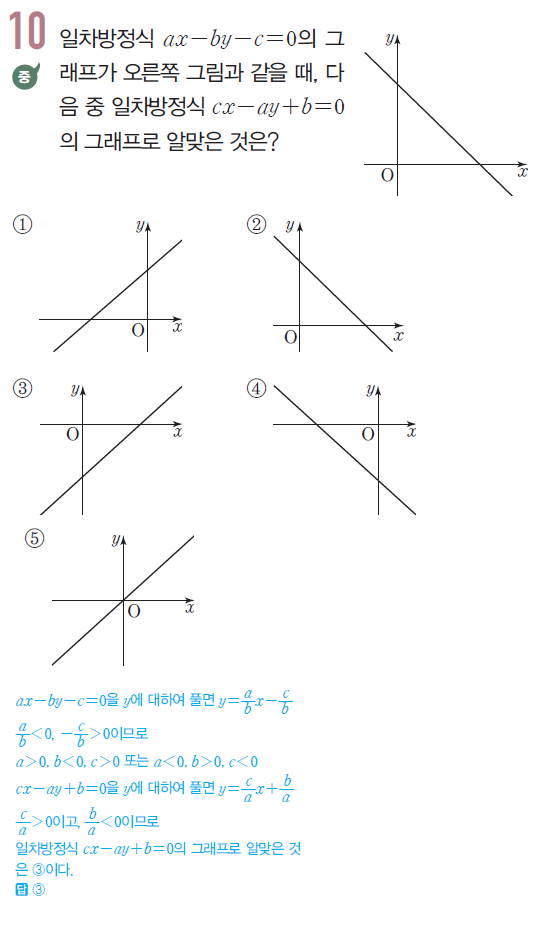 10
중
일차방정식 ax-by-c=0의 그
래프가 오른쪽 그림과 같을 때, 다
음 중 일차방정식 cx-ay+b=0
의 그래프로 알맞은 것은?
y
O
x
①
y
O
x
②
y
O
x
③
y
O
x
④
y
O
x
⑤
y
O
x
ax-by-c=0을 y에 대하여 풀면 y=a/b x-c/b
a/b<0, -c/b>0이므로
a>0, b<0, c>0 또는 a<0, b>0, c<0
cx-ay+b=0을 y에 대하여 풀면 y=c/a x+b/a
c/a>0이고, b/a<0이므로
일차방정식 cx-ay+b=0의 그래프로 알맞은 것
은 ③이다.
답 ③